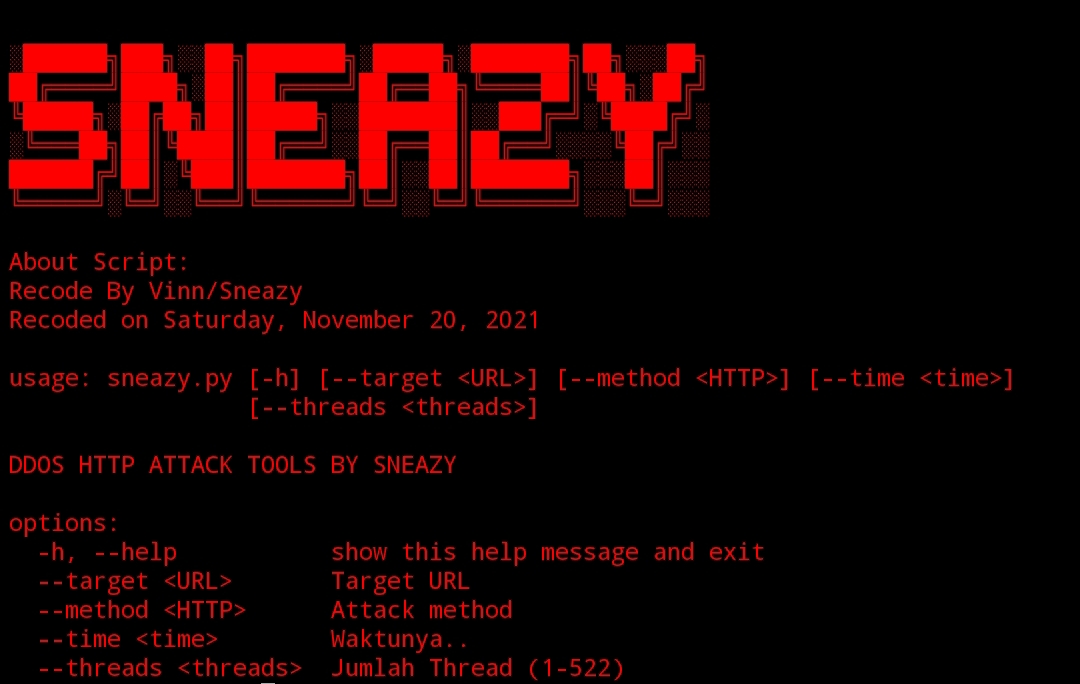 SNEAZY
About Script:
Recode By Vinn/Sneazy
Recoded on Saturday, November 20, 2021
usage: sneazy.py [-h] [--target <URL>] [--method <HTTP>] [--time <time>]
[--threads <threads>]
DDOS HTTP ATTACK TOOLS BY SNEAZY
options:
-h, --help show this help message and exit
--target <URL> Target URL
--method <HTTP> Attack method
--time <time> Waktunya..
--threads <threads> Jumlah Thread (1-522)